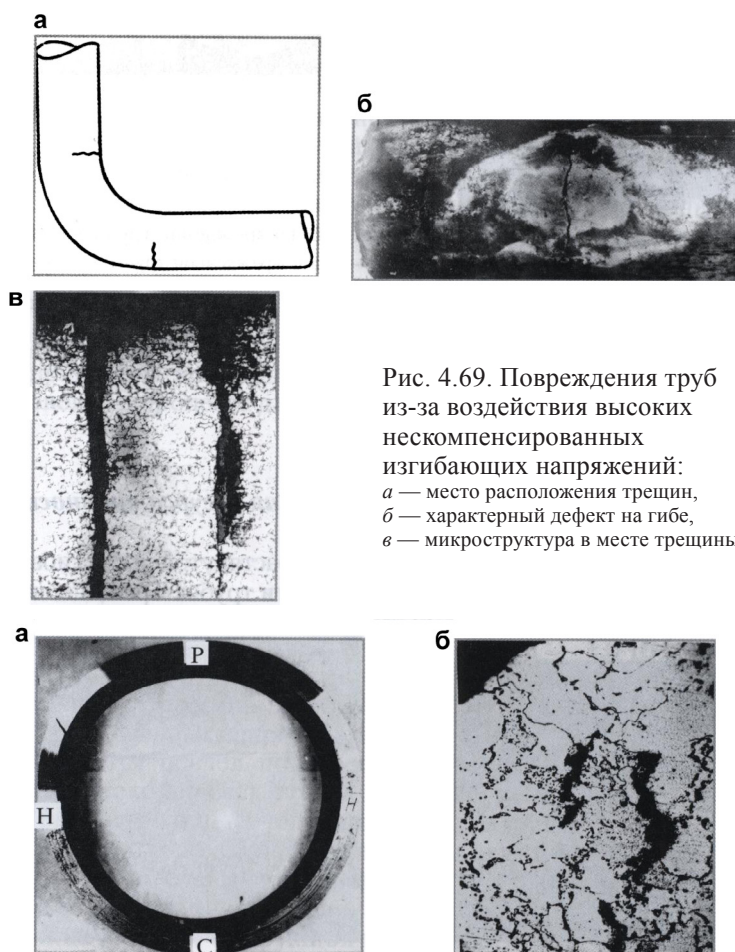 а
б
в
Рис. 4.69. Повреждения труб
из-за воздействия высоких
нескомпенсированных
изгибающих напряжений:
а — место расположения трещин,
б — характерный дефект на гибе,
в — микроструктура в месте трещины
а
Р
Н
Н
С
б